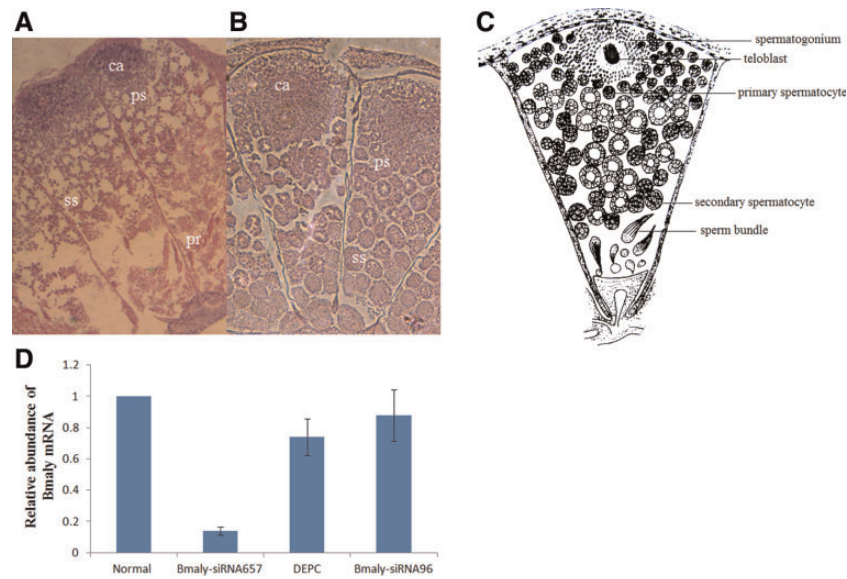 A
ca
ps
ss
pr
B
ca
ps
ss
C
spermatogonium
teloblast
primary spermatocyte
secondary spermatocyte
sperm bundle
D
Relative abundance of
Bmaly mRNA
1.2
1
0.8
0.6
0.4
0.2
0
Normal
Bmaly-siRNA657
DEPC
Bmaly-siRNA96